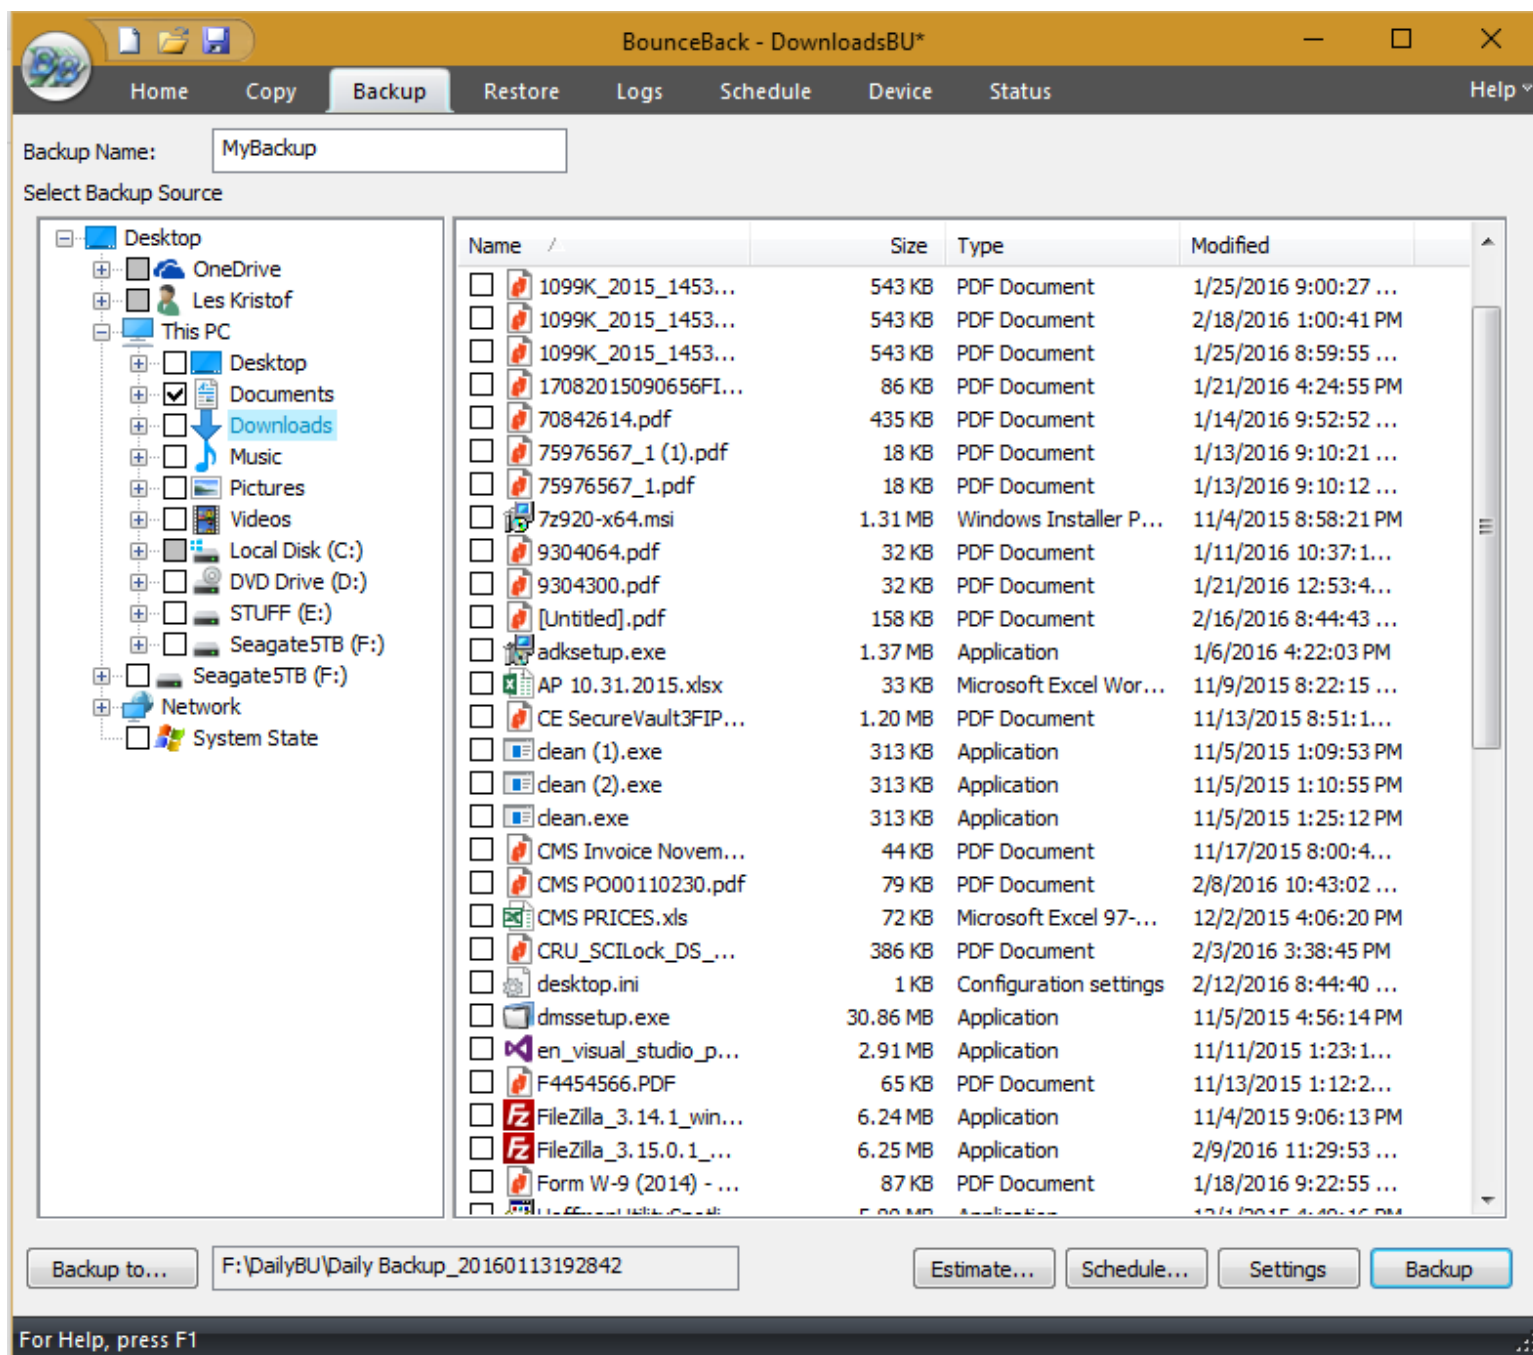 BounceBack - DownloadsBU*
Home Copy Backup Restore Logs Schedule Device Status Help
Backup Name: MyBackup
Select Backup Source
Desktop
OneDrive
Les Kristof
This PC
Desktop
Documents
Downloads
Music
Pictures
Videos
Local Disk (C:)
DVD Drive (D:)
STUFF (E:)
Seagate5TB (F:)
Seagate5TB (F:)
Network
System State
Name Size Type Modified
1099K_2015_1453... 543 KB PDF Document 1/25/2016 9:00:27 ...
1099K_2015_1453... 543 KB PDF Document 2/18/2016 1:00:41 PM
1099K_2015_1453... 543 KB PDF Document 1/25/2016 8:59:55 ...
17082015090656FI... 86 KB PDF Document 1/21/2016 4:24:55 PM
70842614.pdf 435 KB PDF Document 1/14/2016 9:52:52 ...
75976567_1 (1).pdf 18 KB PDF Document 1/13/2016 9:10:21 ...
75976567_1.pdf 18 KB PDF Document 1/13/2016 9:10:12 ...
7z920-x64.msi 1.31 MB Windows Installer P... 11/4/2015 8:58:21 PM
9304064.pdf 32 KB PDF Document 1/11/2016 10:37:1...
9304300.pdf 32 KB PDF Document 1/21/2016 12:53:4...
[Untitled].pdf 158 KB PDF Document 2/16/2016 8:44:43 ...
adksetup.exe 1.37 MB Application 1/6/2016 4:22:03 PM
AP 10.31.2015.xlsx 33 KB Microsoft Excel Wor... 11/9/2015 8:22:15 ...
CE SecureVault3FIP... 1.20 MB PDF Document 11/13/2015 8:51:1...
clean (1).exe 313 KB Application 11/5/2015 1:09:53 PM
clean (2).exe 313 KB Application 11/5/2015 1:10:55 PM
clean.exe 313 KB Application 11/5/2015 1:25:12 PM
CMS Invoice Novem... 44 KB PDF Document 11/17/2015 8:00:4...
CMS PO00110230.pdf 79 KB PDF Document 2/8/2016 10:43:02 ...
CMS PRICES.xls 72 KB Microsoft Excel 97-... 12/2/2015 4:06:20 PM
CRU_SCILock_DS_... 386 KB PDF Document 2/3/2016 3:38:45 PM
desktop.ini 1 KB Configuration settings 2/12/2016 8:44:40 ...
dmssetup.exe 30.86 MB Application 11/5/2015 4:56:14 PM
en_visual_studio_p... 2.91 MB Application 11/11/2015 1:23:1...
F4454566.PDF 65 KB PDF Document 11/13/2015 1:12:2...
FileZilla_3.14.1_win... 6.24 MB Application 11/4/2015 9:06:13 PM
FileZilla_3.15.0.1_... 6.25 MB Application 2/9/2016 11:29:53 ...
Form W-9 (2014) - ... 87 KB PDF Document 1/18/2016 9:22:55 ...
Backup to... F:\DailyBU\Daily Backup_20160113192842 Estimate... Schedule... Settings Backup
For Help, press F1